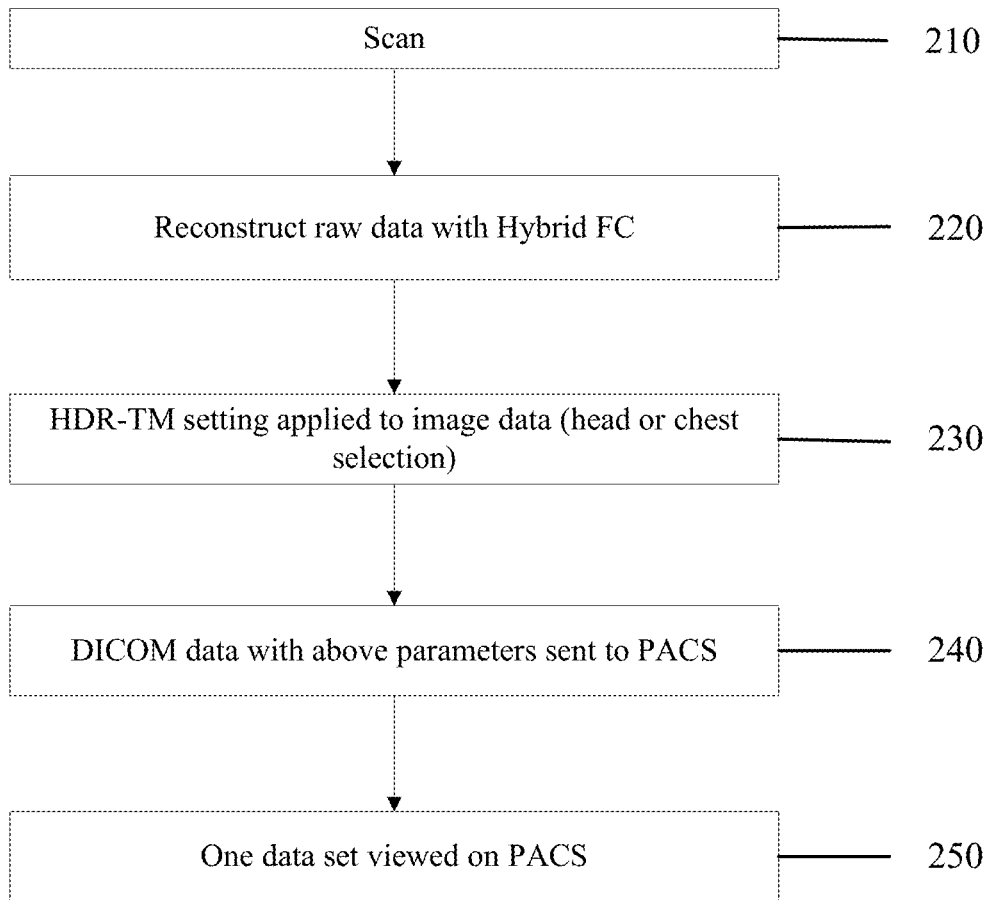 Scan
210
Reconstruct raw data with Hybrid FC
220
HDR-TM setting applied to image data (head or chest
selection)
230
DICOM data with above parameters sent to PACS
240
One data set viewed on PACS
250